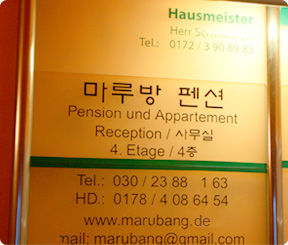 Hausmeister
Herr
Tel.: 0172 / 3 90 89 85
마루방 펜션
Pension und Appartement
Reception / 사무실
4. Etage / 4층
Tel.: 030 / 23 88 1 63
HD.: 0178 / 4 08 64 54
www.marubang.de
mail: marubang@gmail.com